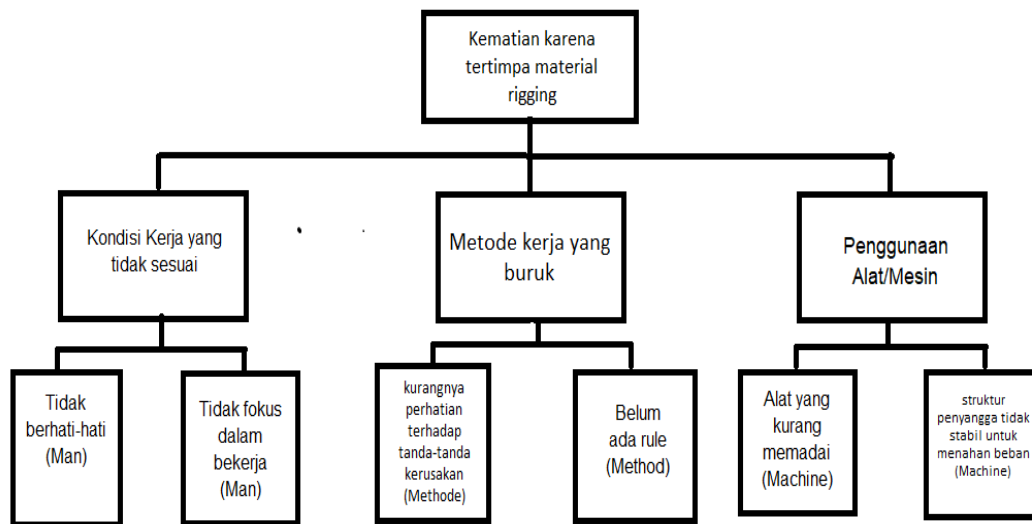 Kematian karena
tertimpa material
rigging
Kondisi Kerja yang
tidak sesuai
Metode kerja yang
buruk
Penggunaan
Alat/Mesin
Tidak
berhati-hati
(Man)
Tidak fokus
dalam
bekerja
(Man)
kurangnya
perhatian
terhadap
tanda-tanda
kerusakan
(Methode)
Belum
ada rule
(Method)
Alat yang
kurang
memadai
(Machine)
struktur
penyangga tidak
stabil untuk
menahan beban
(Machine)